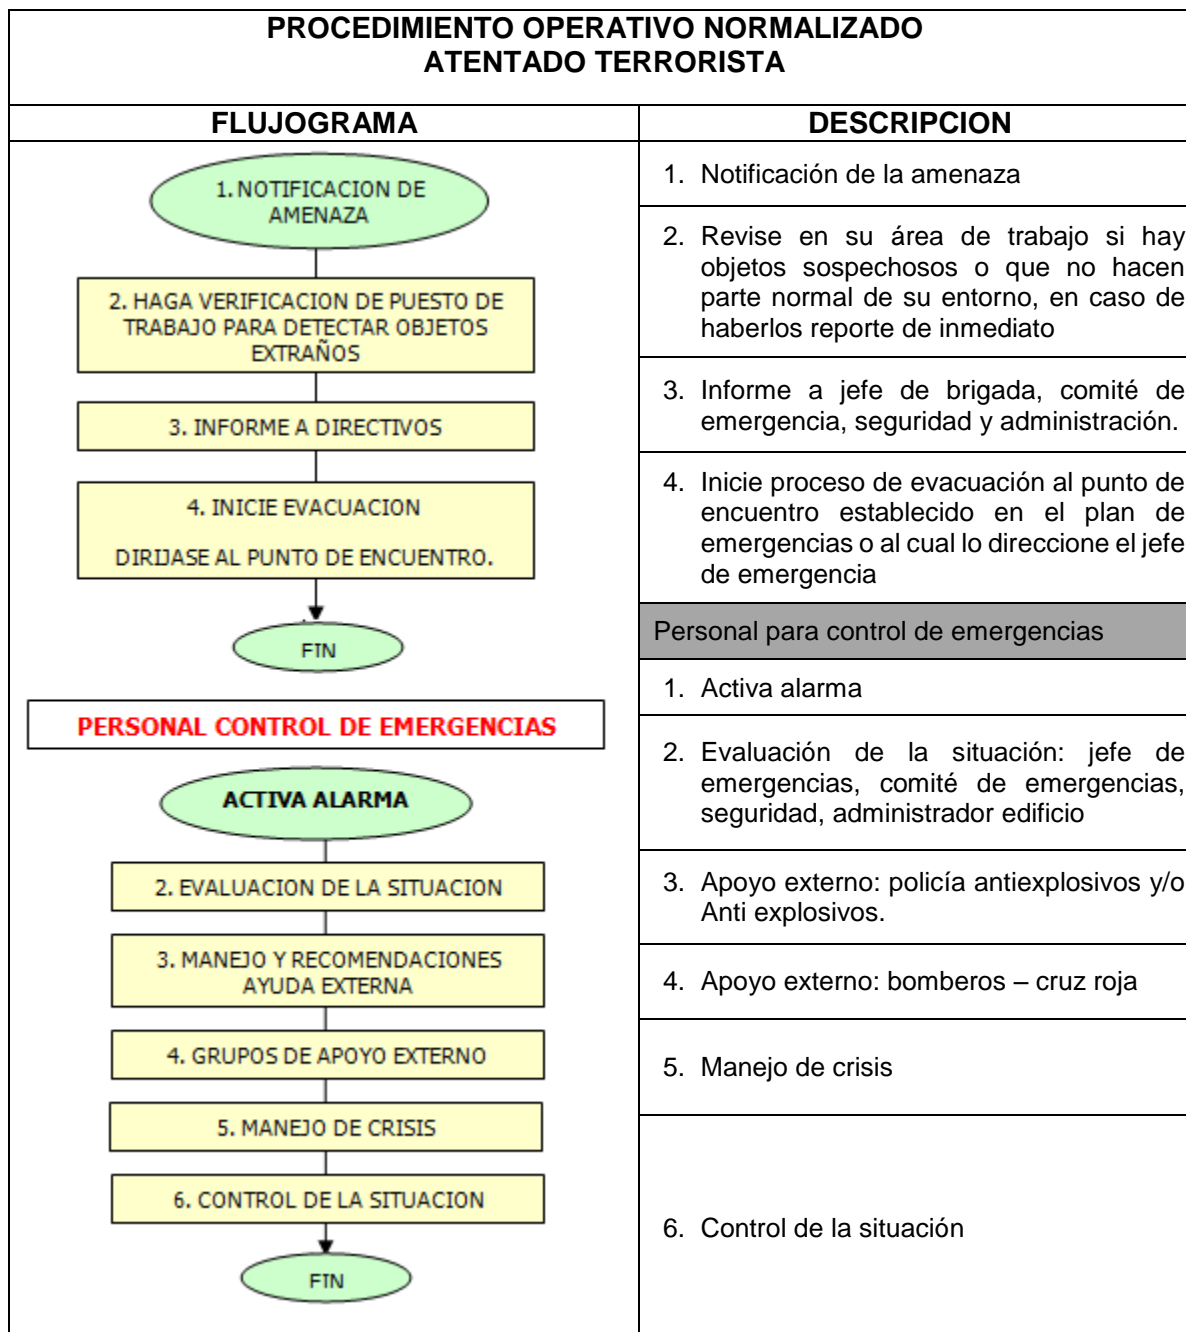 PROCEDIMIENTO OPERATIVO NORMALIZADO
ATENTADO TERRORISTA
FLUJOGRAMA
1. NOTIFICACION DE
AMENAZA
2. HAGA VERIFICACION DE PUESTO DE
TRABAJO PARA DETECTAR OBJETOS
EXTRAÑOS
3. INFORME A DIRECTIVOS
4. INICIE EVACUACION
DIRIJASE AL PUNTO DE ENCUENTRO.
FIN
PERSONAL CONTROL DE EMERGENCIAS
ACTIVA ALARMA
2. EVALUACION DE LA SITUACION
3. MANEJO Y RECOMENDACIONES
AYUDA EXTERNA
4. GRUPOS DE APOYO EXTERNO
5. MANEJO DE CRISIS
6. CONTROL DE LA SITUACION
FIN
DESCRIPCION
1. Notificación de la amenaza
2. Revise en su área de trabajo si hay
objetos sospechosos o que no hacen
parte normal de su entorno, en caso de
haberlos reporte de inmediato
3. Informe a jefe de brigada, comité de
emergencia, seguridad y administración.
4. Inicie proceso de evacuación al punto de
encuentro establecido en el plan de
emergencias o al cual lo direccione el jefe
de emergencia
Personal para control de emergencias
1. Activa alarma
2. Evaluación de la situación: jefe de
emergencias, comité de emergencias,
seguridad, administrador edificio
3. Apoyo externo: policía antiexplosivos y/o
Anti explosivos.
4. Apoyo externo: bomberos – cruz roja
5. Manejo de crisis
6. Control de la situación